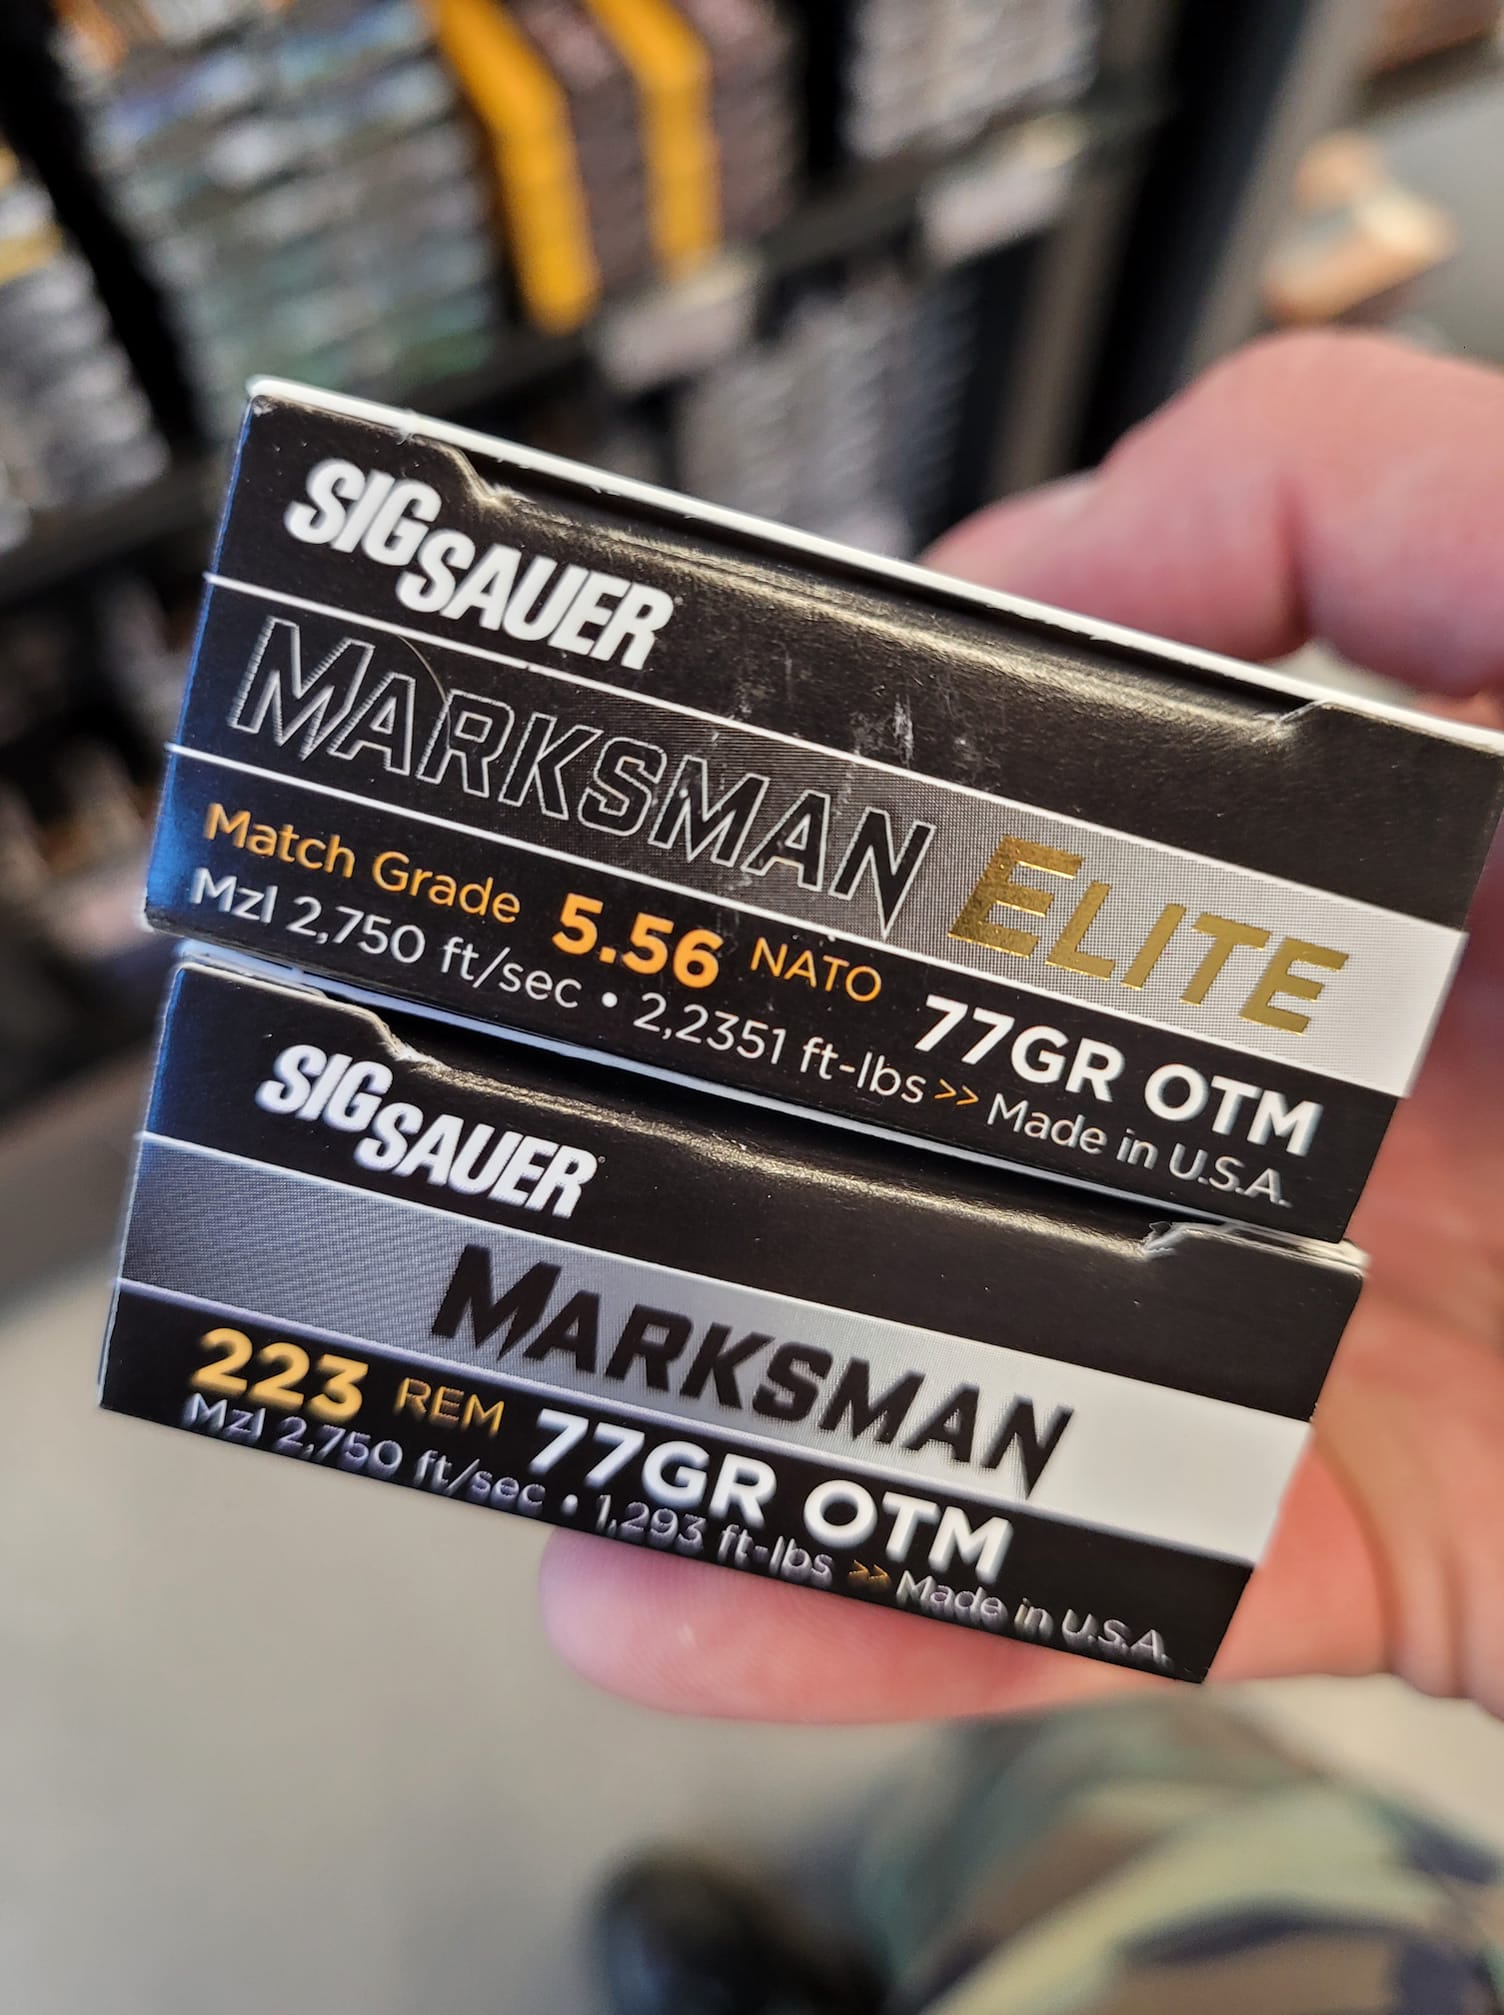 SIG SAUER
MARKSMAN ELITE
Match Grade 5.56 NATO 77GR OTM
Mzl 2,750 ft/sec • 2,2351 ft-lbs >> Made in U.S.A.
SIG SAUER
MARKSMAN
223 REM 77GR OTM
Mzl 2,750 ft/sec • 1,293 ft-lbs >> Made in U.S.A.